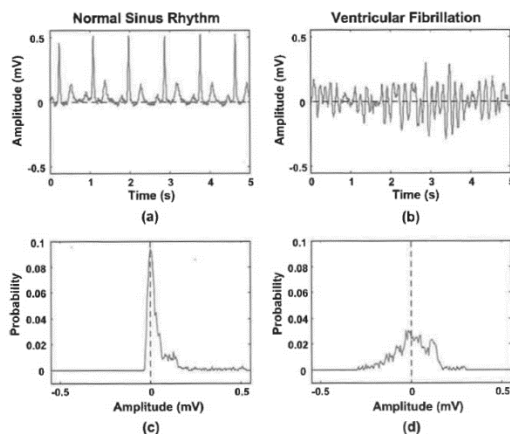 Normal Sinus Rhythm
Ventricular Fibrillation
0.5
0
-0.5
Amplitude (mV)
0 1 2 3 4 5
Time (s)
(a)
0.5
0
-0.5
Amplitude (mV)
0 1 2 3 4 5
Time (s)
(b)
0.1
0.08
0.06
0.04
0.02
0
Probability
-0.5 0 0.5
Amplitude (mV)
(c)
0.1
0.08
0.06
0.04
0.02
0
Probability
-0.5 0 0.5
Amplitude (mV)
(d)